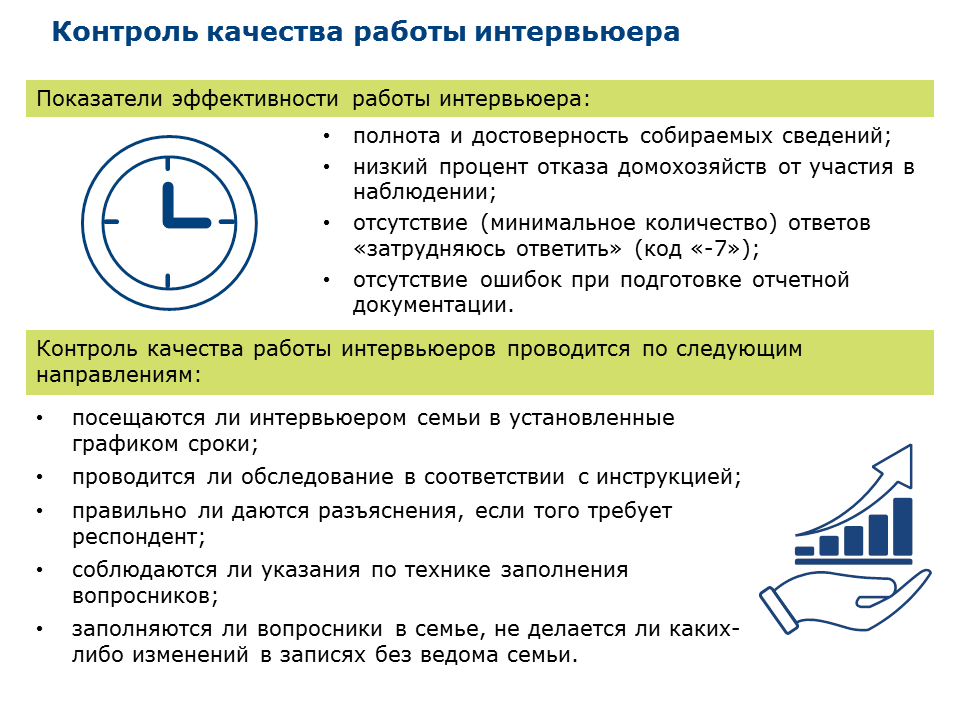 Контроль качества работы интервьюера
Показатели эффективности работы интервьюера:
• полнота и достоверность собираемых сведений;
• низкий процент отказа домохозяйств от участия в
наблюдении;
• отсутствие (минимальное количество) ответов
«затрудняюсь ответить» (код «-7»);
• отсутствие ошибок при подготовке отчетной
документации.
Контроль качества работы интервьюеров проводится по следующим
направлениям:
• посещаются ли интервьюером семьи в установленные
графиком сроки;
• проводится ли обследование в соответствии с инструкцией;
• правильно ли даются разъяснения, если того требует
респондент;
• соблюдаются ли указания по технике заполнения
вопросников;
• заполняются ли вопросники в семье, не делается ли каких-
либо изменений в записях без ведома семьи.